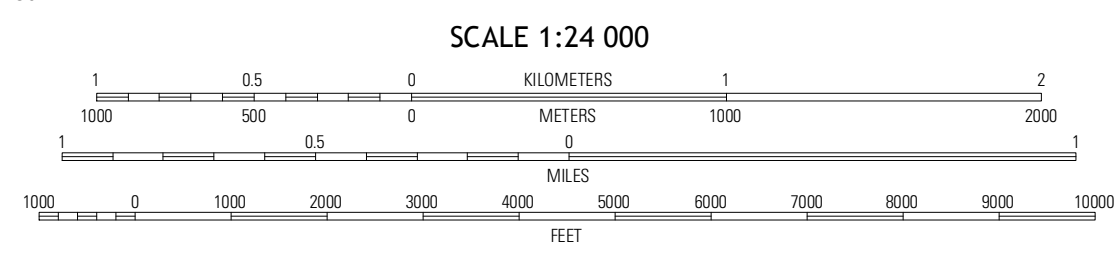 SCALE 1:24 000
1 0.5 0 KILOMETERS 1 2
1000 500 0 METERS 1000 2000
1 0.5 0 1
MILES
1000 0 1000 2000 3000 4000 5000 6000 7000 8000 9000 10000
FEET